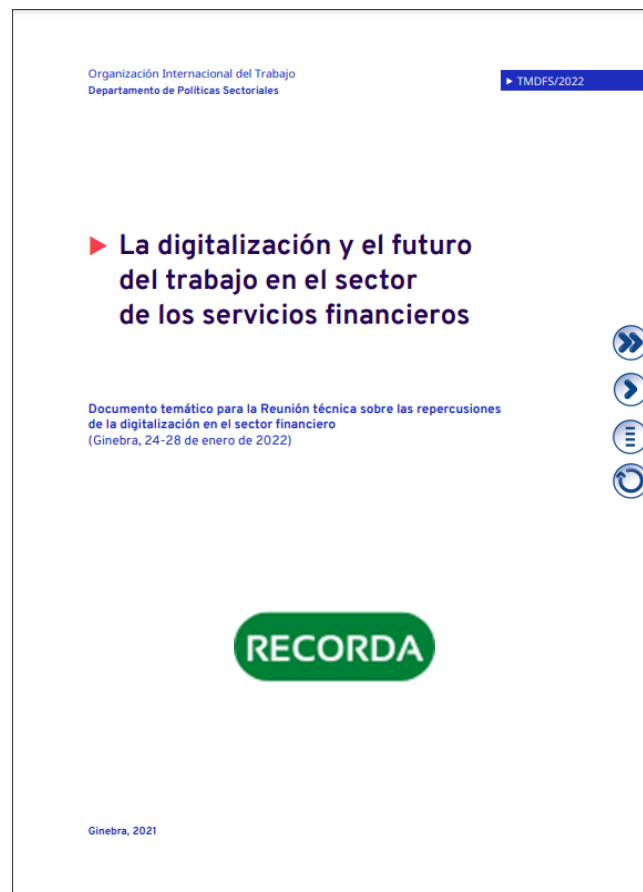 Organización Internacional del Trabajo
Departamento de Políticas Sectoriales
► TMDFS/2022
► La digitalización y el futuro
del trabajo en el sector
de los servicios financieros
Documento temático para la Reunión técnica sobre las repercusiones
de la digitalización en el sector financiero
(Ginebra, 24-28 de enero de 2022)
RECORDA
Ginebra, 2021